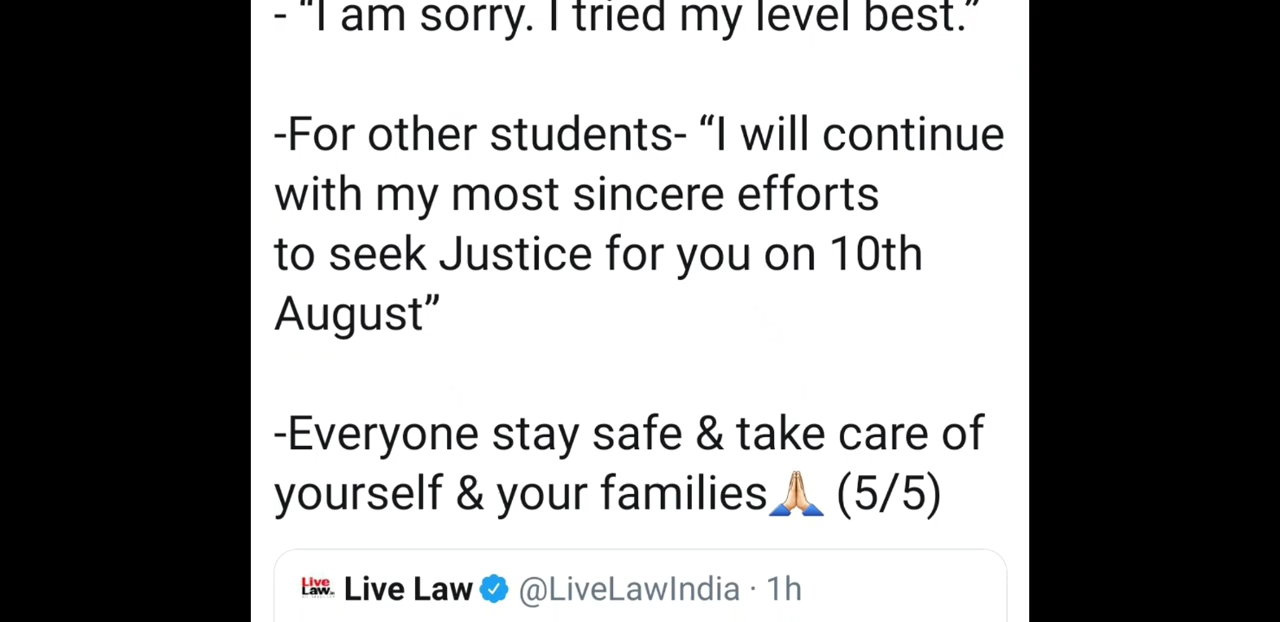 - “I am sorry. I tried my level best.”
-For other students- “I will continue
with my most sincere efforts
to seek Justice for you on 10th
August”
-Everyone stay safe & take care of
yourself & your families🙏🏻 (5/5)
Live Law. Live Law @LiveLawIndia · 1h